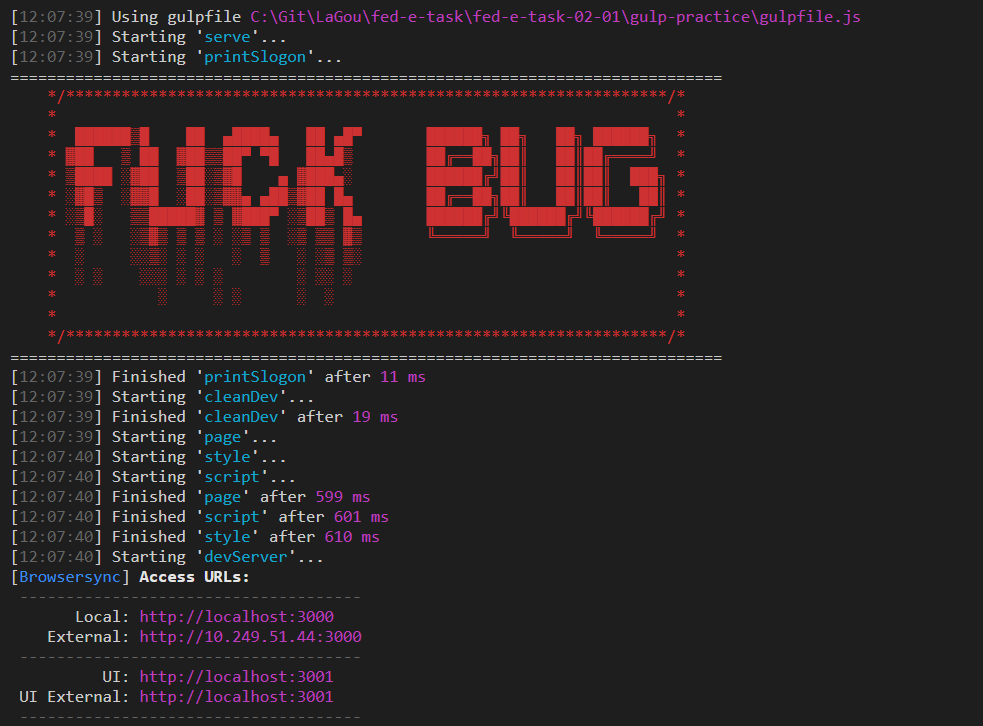 [12:07:39] Using gulpfile C:\Git\LaGou\fed-e-task\fed-e-task-02-01\gulp-practice\gulpfile.js
[12:07:39] Starting 'serve'...
[12:07:39] Starting 'printSlogon'...
FUCK BUG
[12:07:39] Finished 'printSlogon' after 11 ms
[12:07:39] Starting 'cleanDev'...
[12:07:39] Finished 'cleanDev' after 19 ms
[12:07:39] Starting 'page'...
[12:07:40] Starting 'style'...
[12:07:40] Starting 'script'...
[12:07:40] Finished 'page' after 599 ms
[12:07:40] Finished 'script' after 601 ms
[12:07:40] Finished 'style' after 610 ms
[12:07:40] Starting 'devServer'...
[Browsersync] Access URLs:
-------------------------------------
Local: http://localhost:3000
External: http://10.249.51.44:3000
-------------------------------------
UI: http://localhost:3001
UI External: http://localhost:3001
-------------------------------------